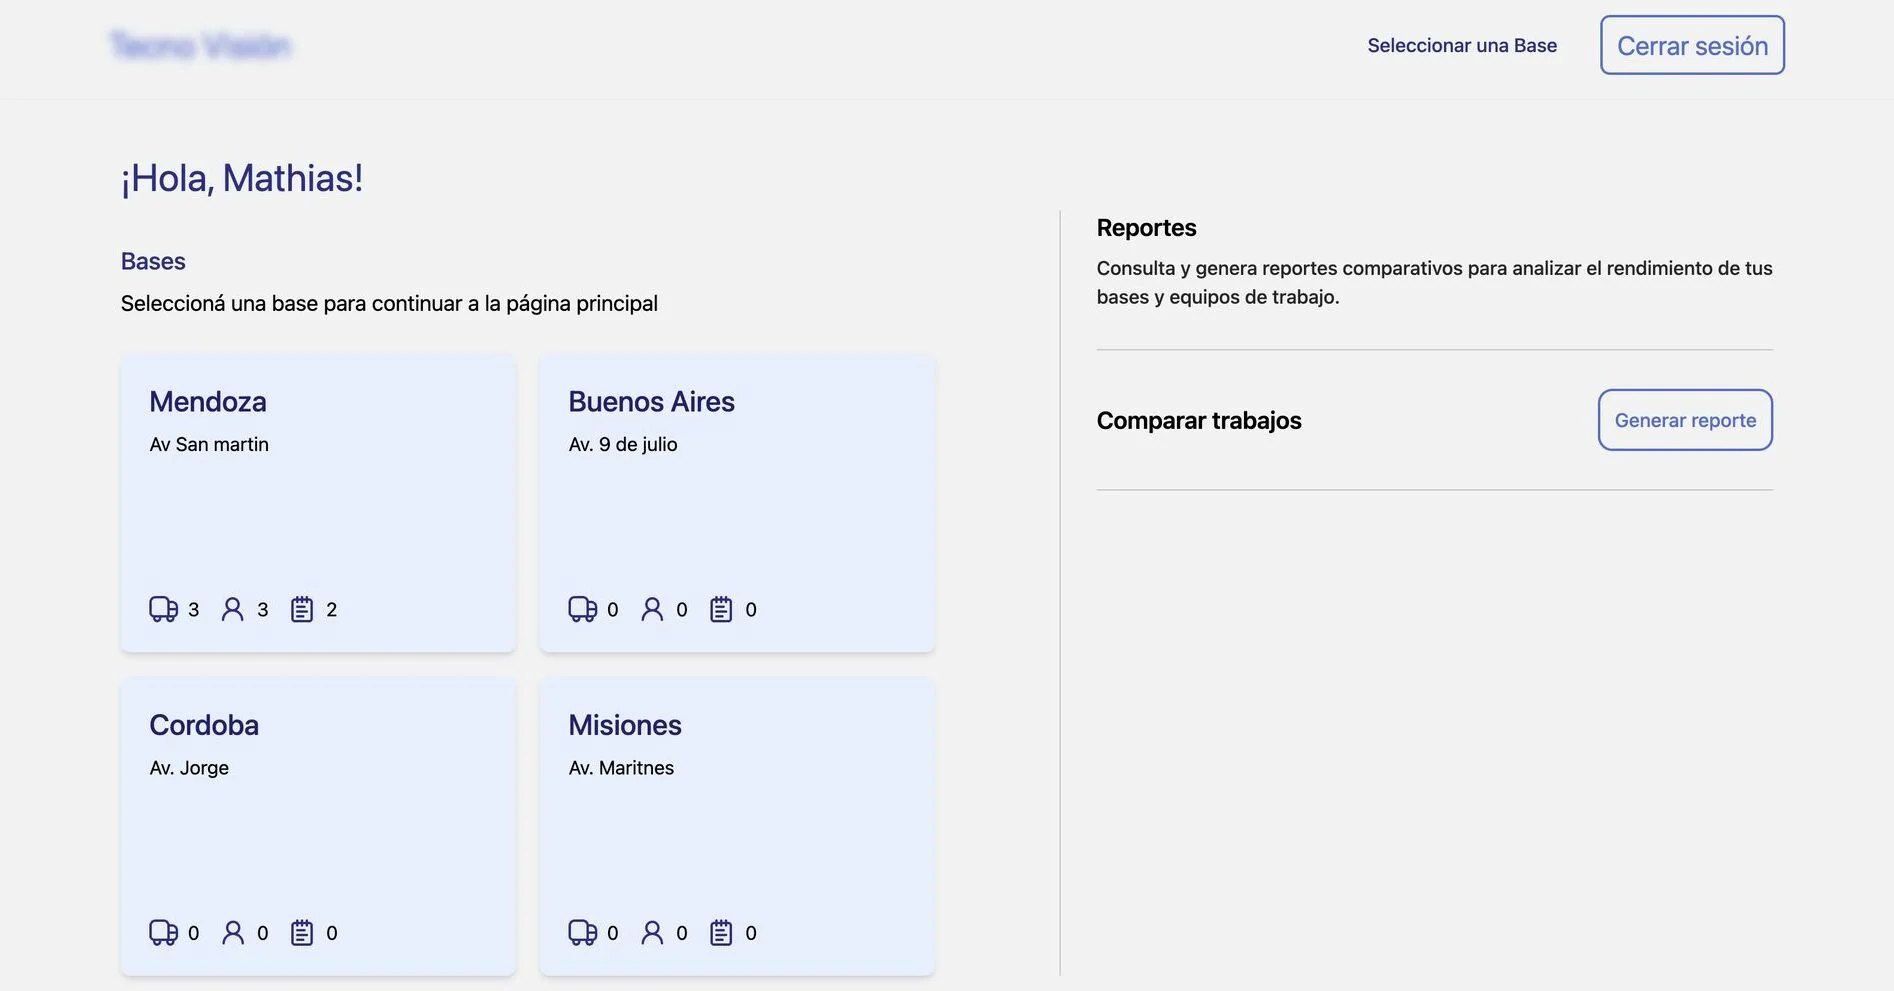 Tecno Visión
Seleccionar una Base
Cerrar sesión
¡Hola, Mathias!
Bases
Seleccioná una base para continuar a la página principal
Mendoza
Av San martin
3 3 2
Buenos Aires
Av. 9 de julio
0 0 0
Cordoba
Av. Jorge
0 0 0
Misiones
Av. Maritnes
0 0 0
Reportes
Consulta y genera reportes comparativos para analizar el rendimiento de tus
bases y equipos de trabajo.
Comparar trabajos
Generar reporte